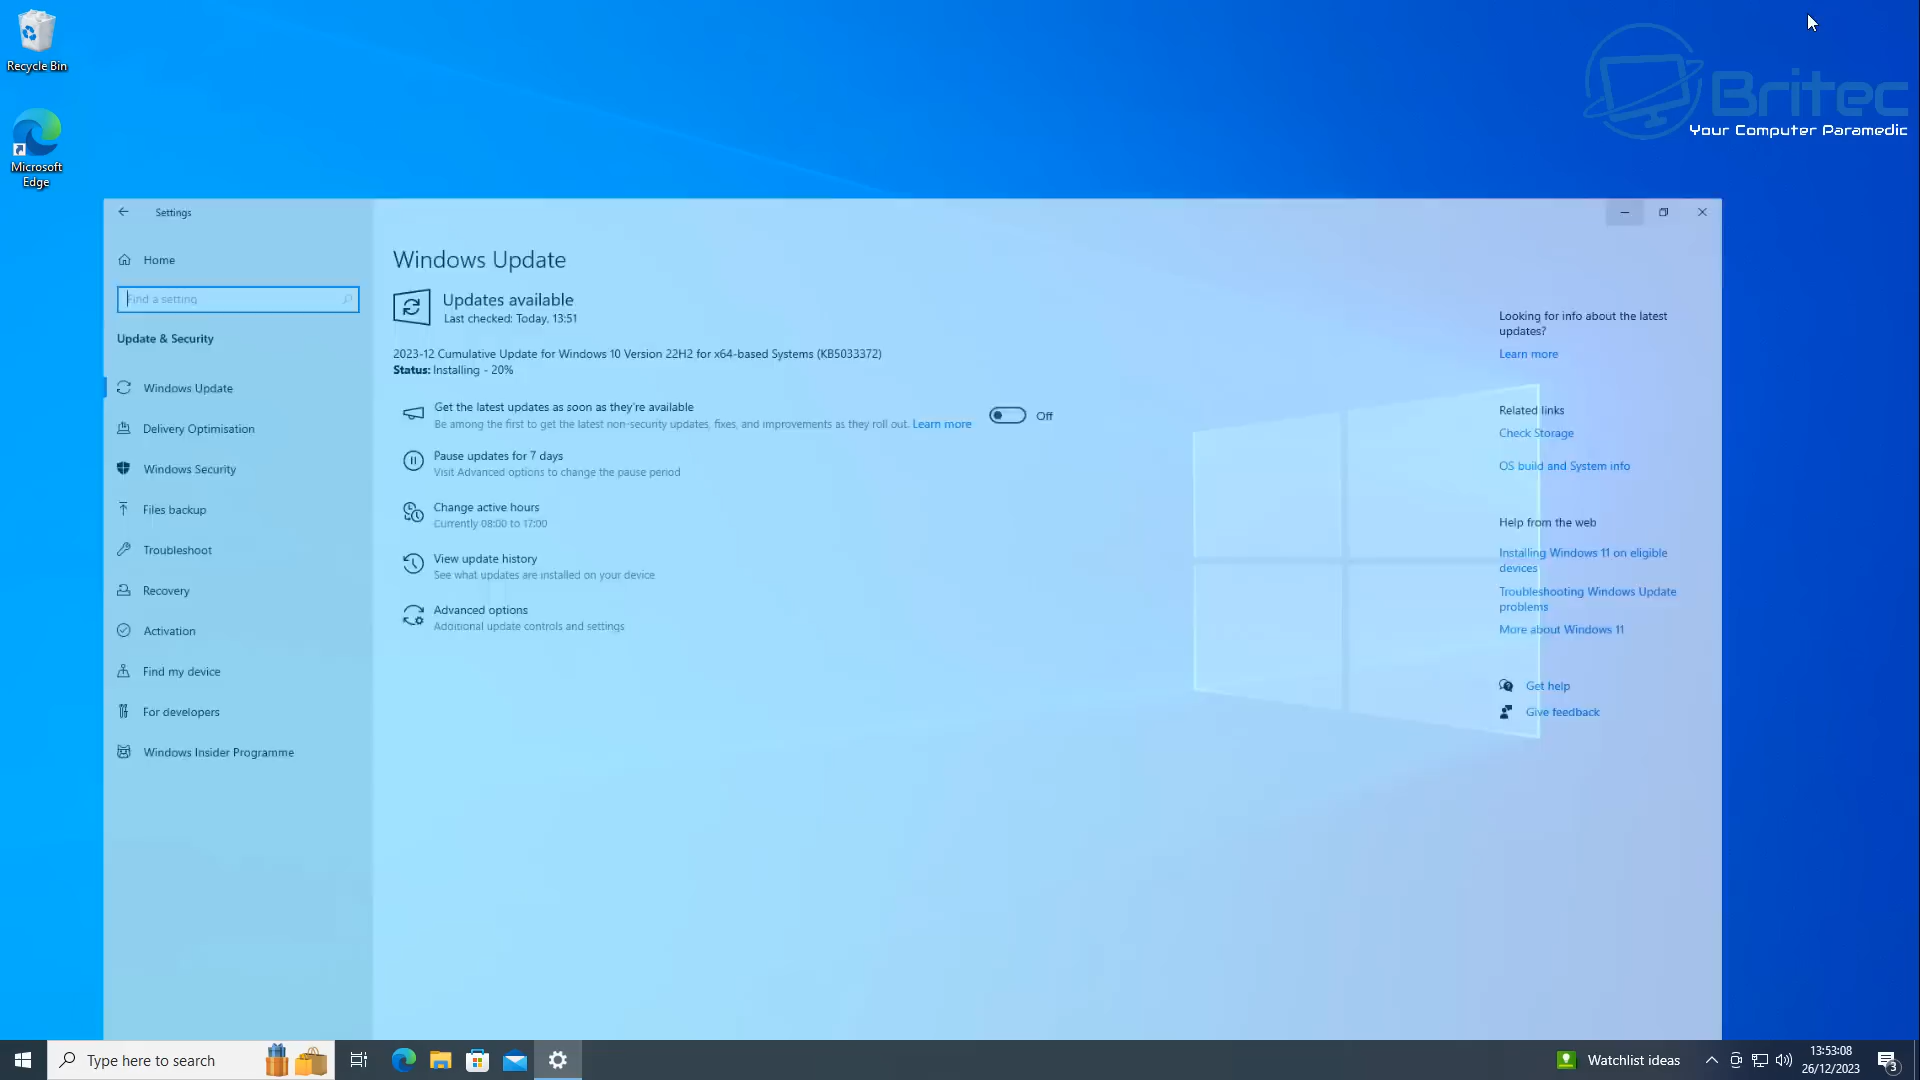 Recycle Bin
Microsoft
Edge
Britec
Your Computer Paramedic
Settings
Home
Find a setting
Update & Security
Windows Update
Delivery Optimisation
Windows Security
Files backup
Troubleshoot
Recovery
Activation
Find my device
For developers
Windows Insider Programme
Windows Update
Updates available
Last checked: Today, 13:51
2023-12 Cumulative Update for Windows 10 Version 22H2 for x64-based Systems (KB5033372)
Status: Installing - 20%
Get the latest updates as soon as they're available
Be among the first to get the latest non-security updates, fixes, and improvements as they roll out. Learn more
Off
Pause updates for 7 days
Visit Advanced options to change the pause period
Change active hours
Currently 08:00 to 17:00
View update history
See what updates are installed on your device
Advanced options
Additional update controls and settings
Looking for info about the latest
updates?
Learn more
Related links
Check Storage
OS build and System info
Help from the web
Installing Windows 11 on eligible
devices
Troubleshooting Windows Update
problems
More about Windows 11
Get help
Give feedback
Type here to search
Watchlist ideas
13:53:08
26/12/2023
3